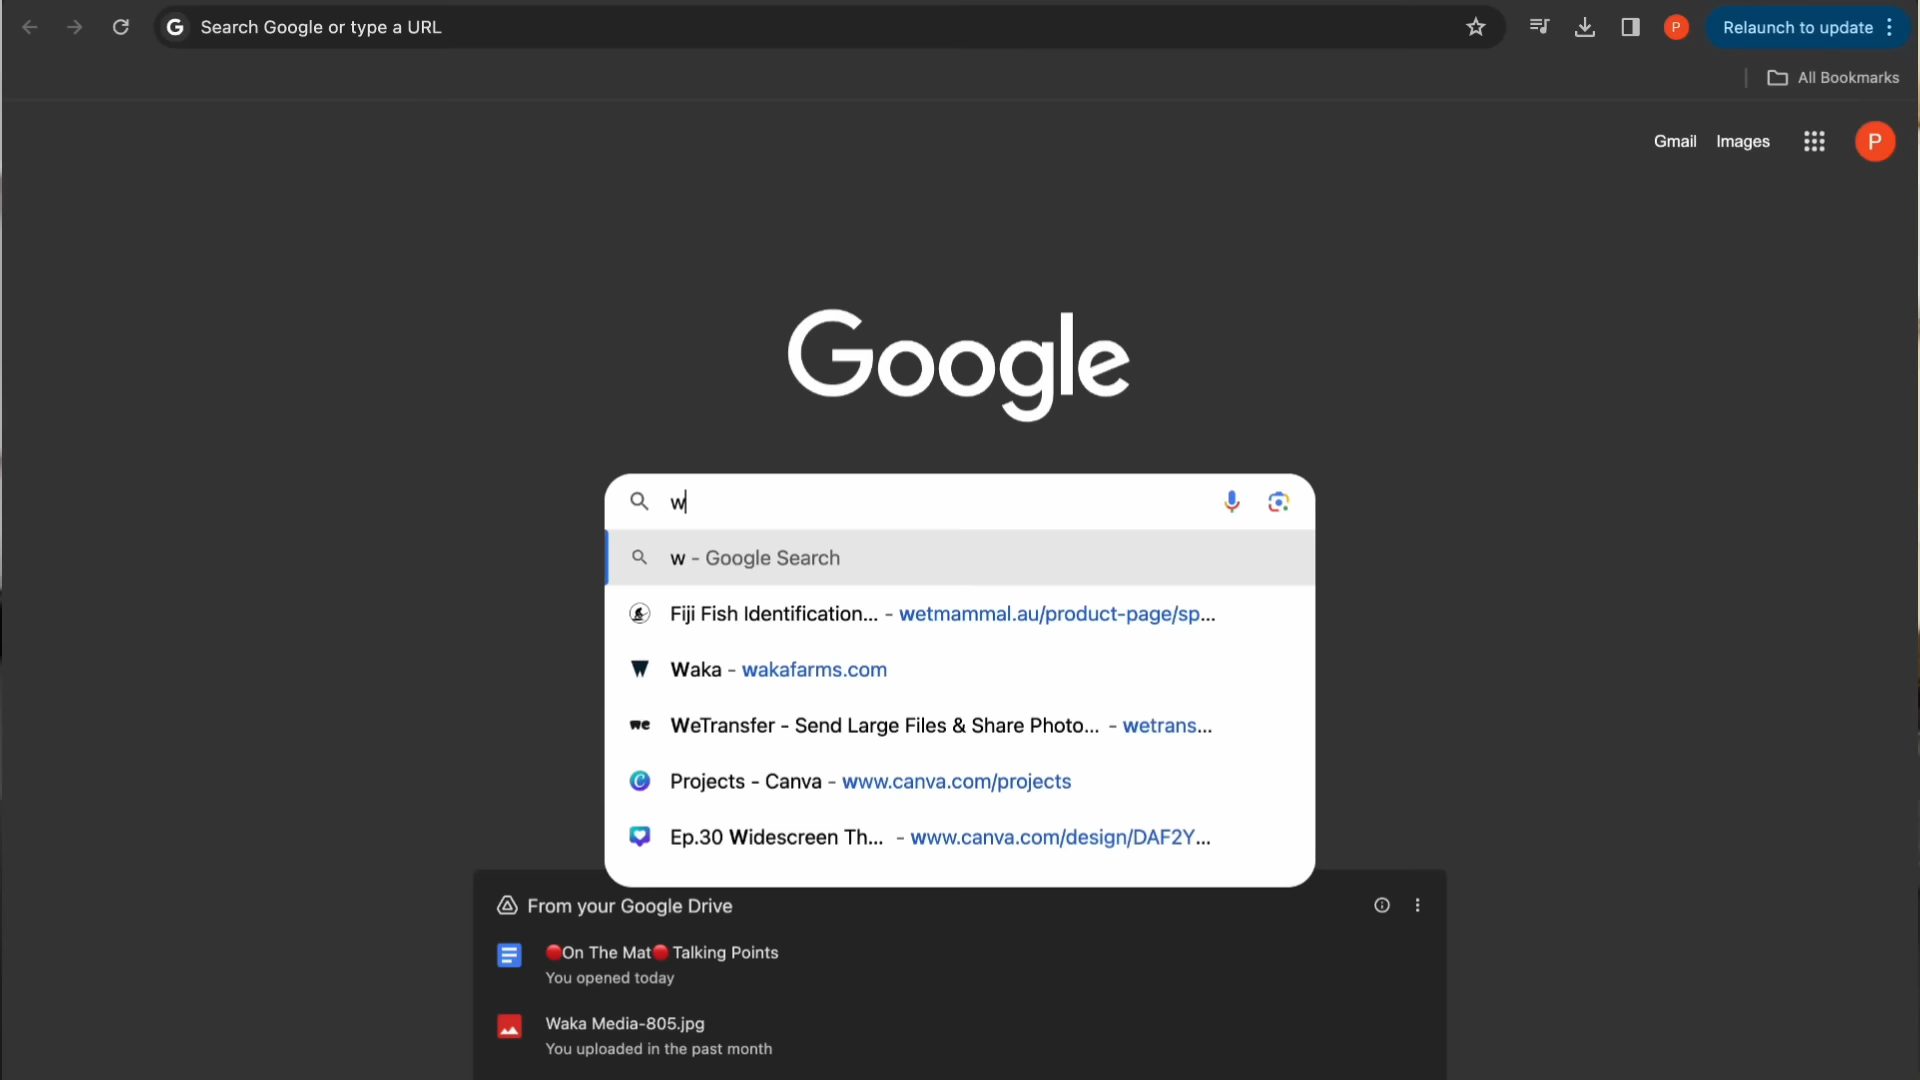 Search Google or type a URL
P
Relaunch to update
All Bookmarks
Gmail
Images
P
Google
w
w - Google Search
Fiji Fish Identification... - wetmammal.au/product-page/sp...
Waka - wakafarms.com
WeTransfer - Send Large Files & Share Photo... - wetrans...
Projects - Canva - www.canva.com/projects
Ep.30 Widescreen Th... - www.canva.com/design/DAF2Y...
From your Google Drive
🔴On The Mat🔴 Talking Points
You opened today
Waka Media-805.jpg
You uploaded in the past month